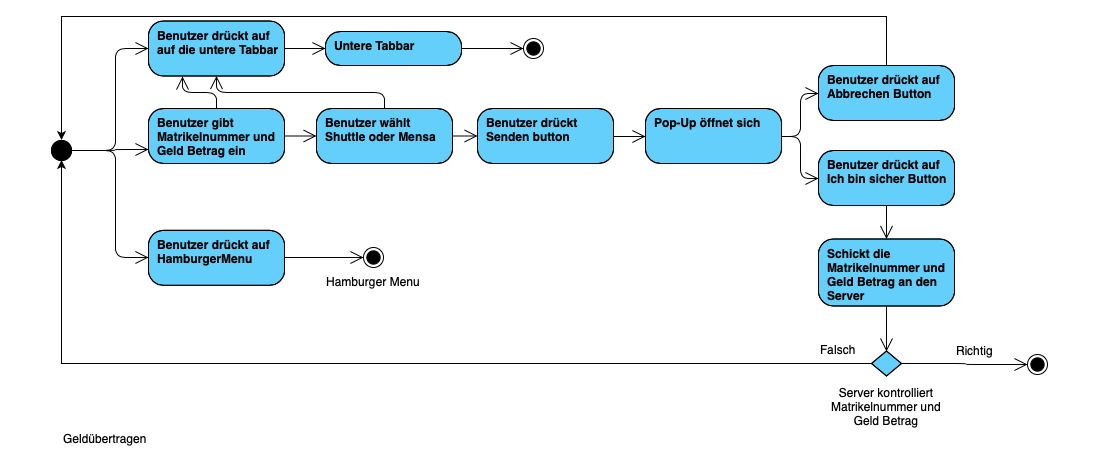 Benutzer drückt auf
auf die untere Tabbar
Untere Tabbar
Benutzer gibt
Matrikelnummer und
Geld Betrag ein
Benutzer wählt
Shuttle oder Mensa
Benutzer drückt
Senden button
Pop-Up öffnet sich
Benutzer drückt auf
Abbrechen Button
Benutzer drückt auf
Ich bin sicher Button
Benutzer drückt auf
HamburgerMenu
Hamburger Menu
Schickt die
Matrikelnummer und
Geld Betrag an den
Server
Falsch
Richtig
Server kontrolliert
Matrikelnummer und
Geld Betrag
Geldübertragen